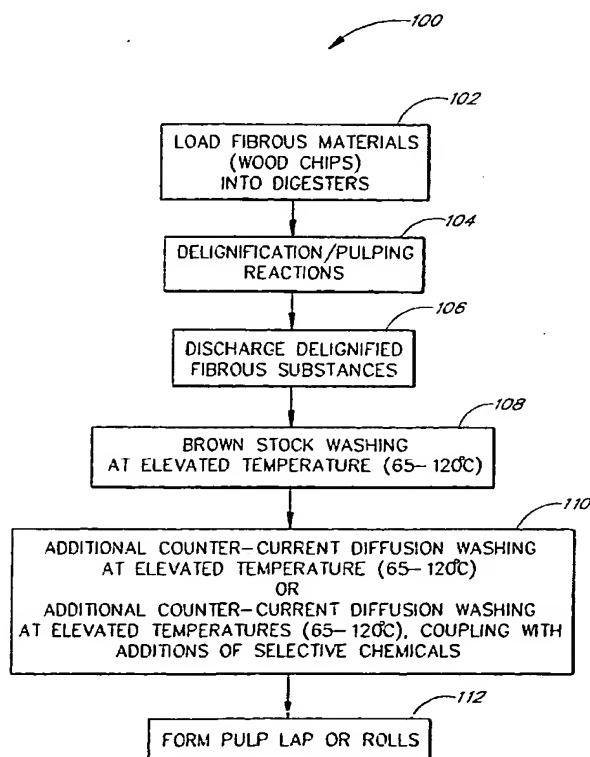 100
102
LOAD FIBROUS MATERIALS
(WOOD CHIPS)
INTO DIGESTERS
104
DELIGNIFICATION/PULPING
REACTIONS
106
DISCHARGE DELIGNIFIED
FIBROUS SUBSTANCES
108
BROWN STOCK WASHING
AT ELEVATED TEMPERATURE (65-120°C)
110
ADDITIONAL COUNTER-CURRENT DIFFUSION WASHING
AT ELEVATED TEMPERATURE (65-120°C)
OR
ADDITIONAL COUNTER-CURRENT DIFFUSION WASHING
AT ELEVATED TEMPERATURES (65-120°C), COUPLING WITH
ADDITIONS OF SELECTIVE CHEMICALS
112
FORM PULP LAP OR ROLLS